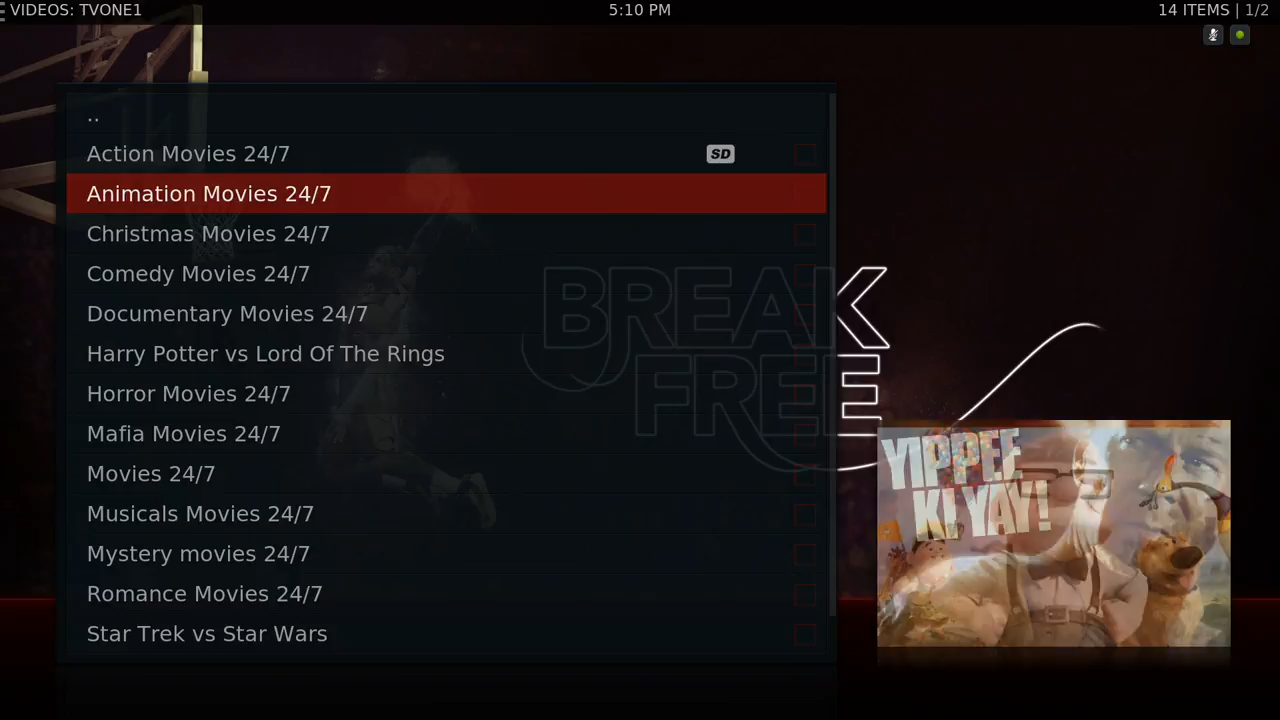 VIDEOS: TVONE1
5:10 PM
14 ITEMS | 1/2
..
Action Movies 24/7
SD
Animation Movies 24/7
Christmas Movies 24/7
Comedy Movies 24/7
Documentary Movies 24/7
Harry Potter vs Lord Of The Rings
Horror Movies 24/7
Mafia Movies 24/7
Movies 24/7
Musicals Movies 24/7
Mystery movies 24/7
Romance Movies 24/7
Star Trek vs Star Wars
BREAK
FREE
YIPPEE
KI YAY!